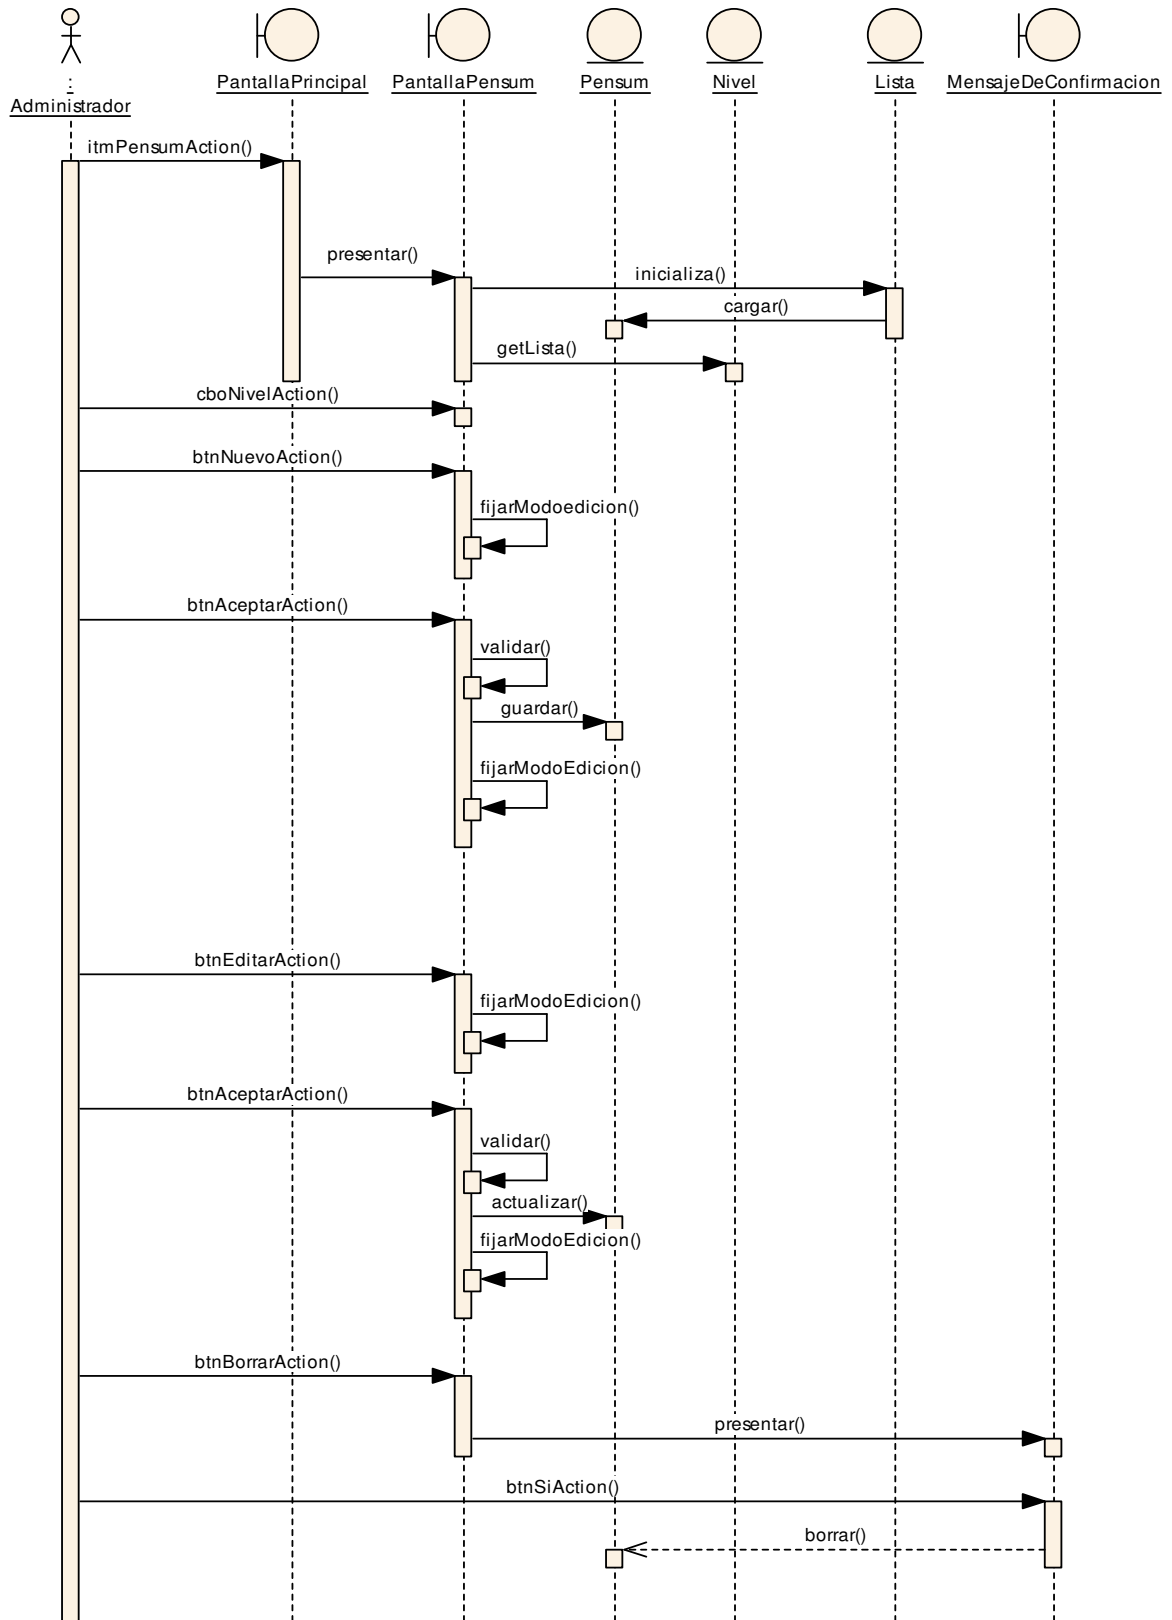 :
Administrador
PantallaPrincipal
PantallaPensum
Pensum
Nivel
Lista
MensajeDeConfirmacion
itmPensumAction()
presentar()
inicializa()
cargar()
getLista()
cboNivelAction()
btnNuevoAction()
fijarModoedicion()
btnAceptarAction()
validar()
guardar()
fijarModoEdicion()
btnEditarAction()
fijarModoEdicion()
btnAceptarAction()
validar()
actualizar()
fijarModoEdicion()
btnBorrarAction()
presentar()
btnSiAction()
borrar()